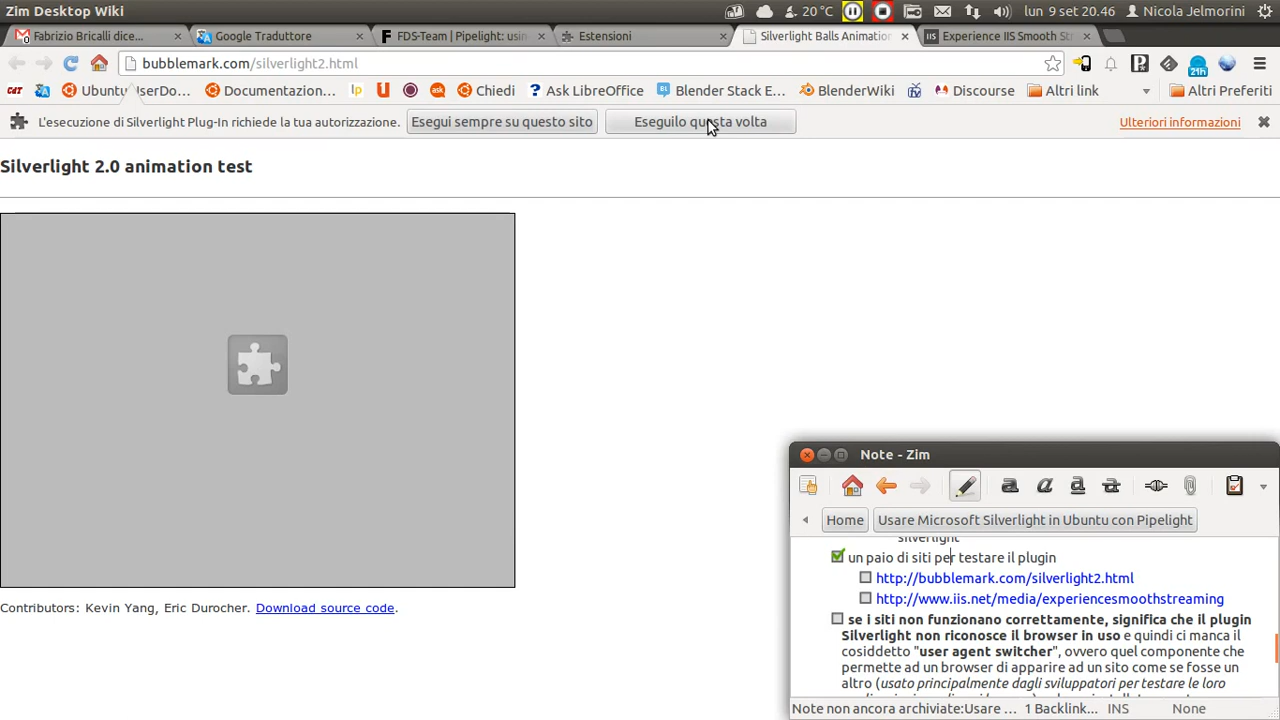 Zim Desktop Wiki
20 °C
lun 9 set 20.46
Nicola Jelmorini
Fabrizio Bricalli dice...
Google Traduttore
FDS-Team | Pipelight: usin
Estensioni
Silverlight Balls Animation
IIS
Experience IIS Smooth Str
bubblemark.com/silverlight2.html
21h
CdT
UbuntuUserDo...
Documentazion...
lp
Chiedi
ask
Ask LibreOffice
Blender Stack E...
BlenderWiki
Discourse
Altri link
Altri Preferiti
L'esecuzione di Silverlight Plug-In richiede la tua autorizzazione.
Esegui sempre su questo sito
Eseguilo questa volta
Ulteriori informazioni
Silverlight 2.0 animation test
Contributors: Kevin Yang, Eric Durocher. Download source code.
Note - Zim
Home
Usare Microsoft Silverlight in Ubuntu con Pipelight
silverlight
un paio di siti per testare il plugin
http://bubblemark.com/silverlight2.html
http://www.iis.net/media/experiencesmoothstreaming
se i siti non funzionano correttamente, significa che il plugin
Silverlight non riconosce il browser in uso e quindi ci manca il
cosiddetto "user agent switcher", ovvero quel componente che
permette ad un browser di apparire ad un sito come se fosse un
altro (usato principalmente dagli sviluppatori per testare le loro
Note non ancora archiviate:Usare ...
1 Backlink...
INS
None